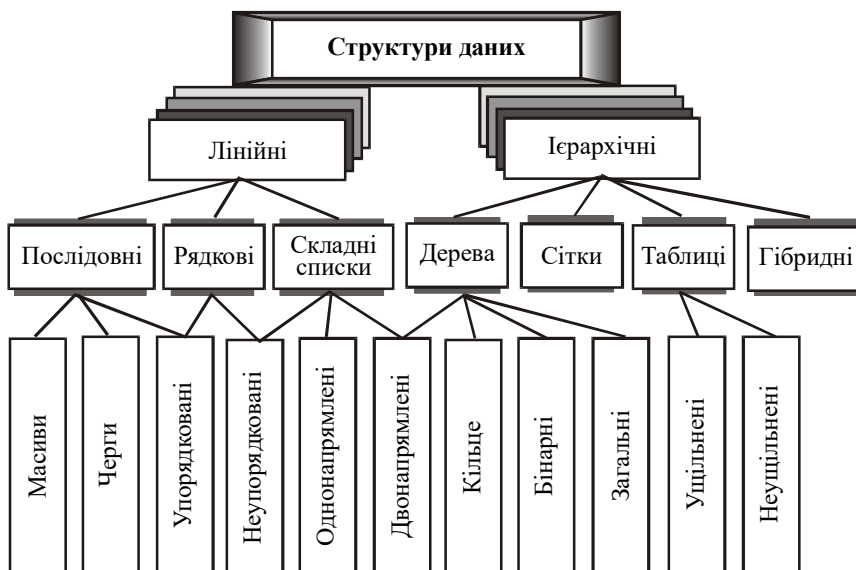 Структури даних
Лінійні
Ієрархічні
Послідовні
Рядкові
Складні
списки
Дерева
Сітки
Таблиці
Гібридні
Масиви
Черги
Упорядковані
Неупорядковані
Однонапрямлені
Двонапрямлені
Кільце
Бінарні
Загальні
Ущільнені
Неущільнені